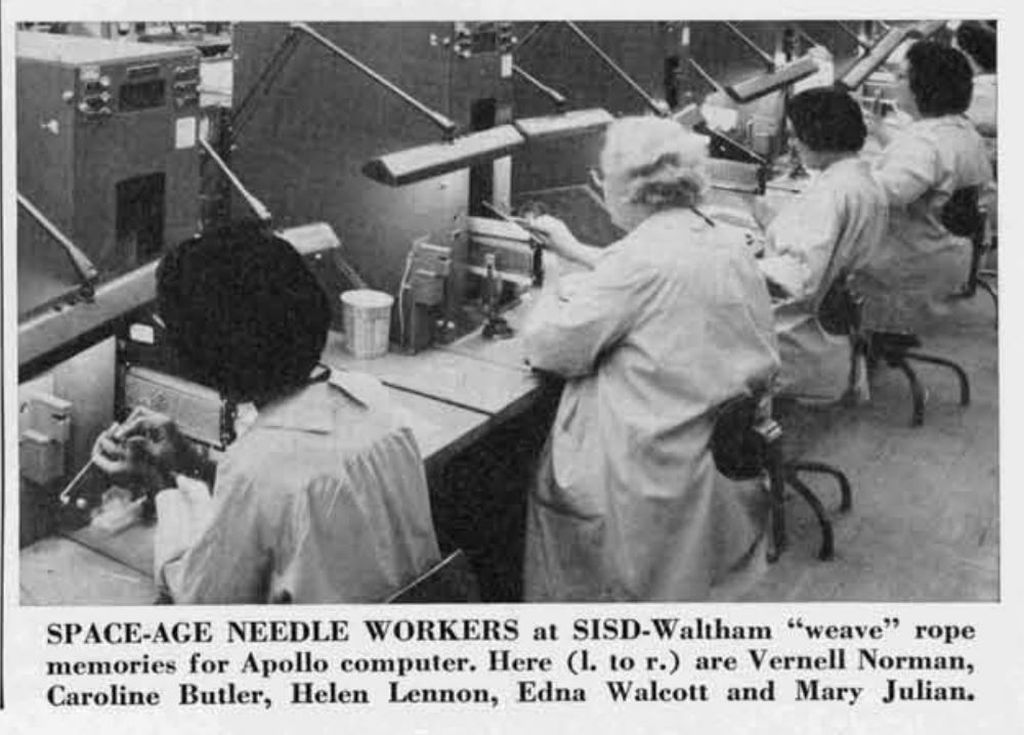 SPACE-AGE NEEDLE WORKERS at SISD-Waltham “weave” rope
memories for Apollo computer. Here (l. to r.) are Vernell Norman,
Caroline Butler, Helen Lennon, Edna Walcott and Mary Julian.